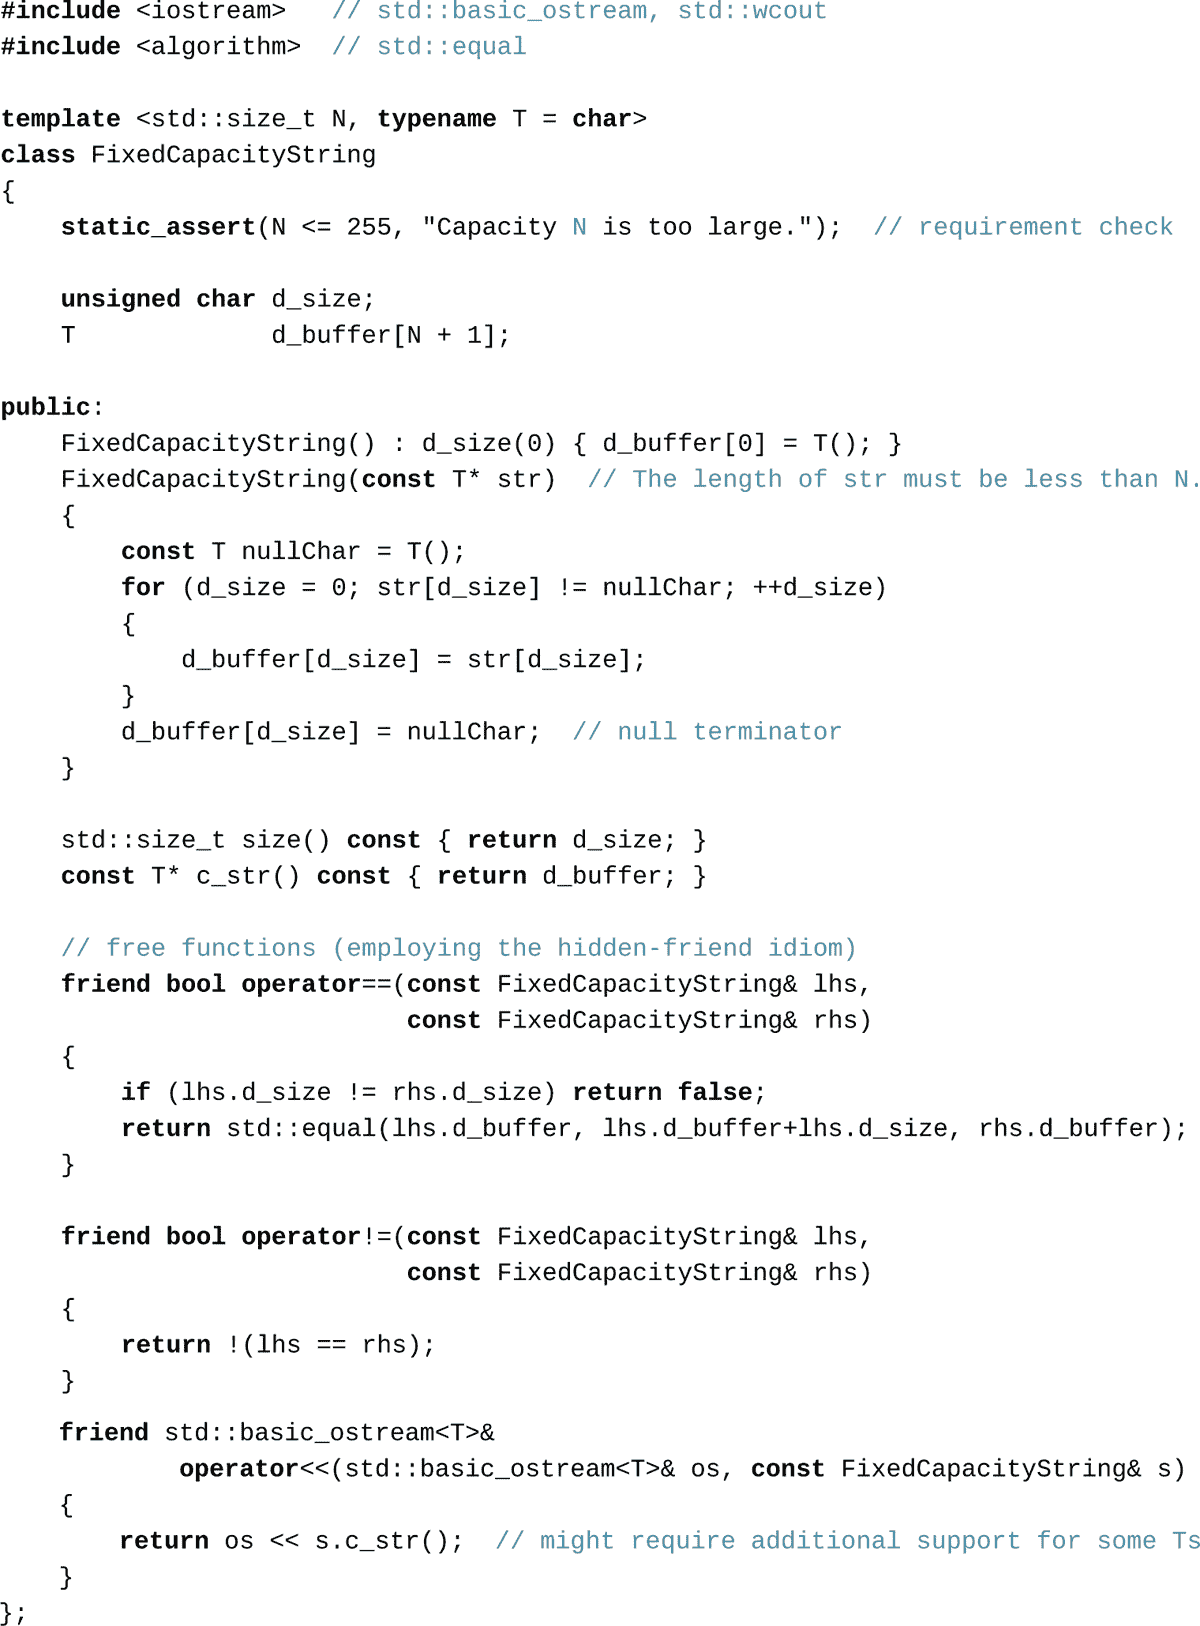 #include <iostream>   // std::basic_ostream, std::wcout
#include <algorithm>  // std::equal

template <std::size_t N, typename T = char>
class FixedCapacityString
{
    static_assert(N <= 255, "Capacity N is too large.");  // requirement check

    unsigned char d_size;
    T             d_buffer[N + 1];

public:
    FixedCapacityString() : d_size(0) { d_buffer[0] = T(); }
    FixedCapacityString(const T* str)  // The length of str must be less than N.
    {
        const T nullChar = T();
        for (d_size = 0; str[d_size] != nullChar; ++d_size)
        {
            d_buffer[d_size] = str[d_size];
        }
        d_buffer[d_size] = nullChar;  // null terminator
    }

    std::size_t size() const { return d_size; }
    const T* c_str() const { return d_buffer; }

    // free functions (employing the hidden-friend idiom)
    friend bool operator==(const FixedCapacityString& lhs,
                           const FixedCapacityString& rhs)
    {
        if (lhs.d_size != rhs.d_size) return false;
        return std::equal(lhs.d_buffer, lhs.d_buffer+lhs.d_size, rhs.d_buffer);
    }

    friend bool operator!=(const FixedCapacityString& lhs,
                           const FixedCapacityString& rhs)
    {
        return !(lhs == rhs);
    }
    friend std::basic_ostream<T>&
            operator<<(std::basic_ostream<T>& os, const FixedCapacityString& s)
    {
        return os << s.c_str();  // might require additional support for some Ts
    }
};